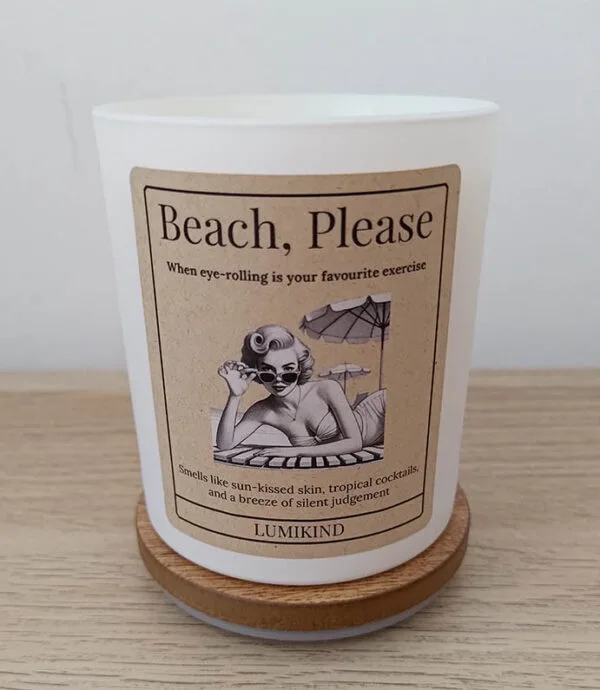 Beach, Please
When eye-rolling is your favourite exercise
Smells like sun-kissed skin, tropical cocktails,
and a breeze of silent judgement
LUMIKIND